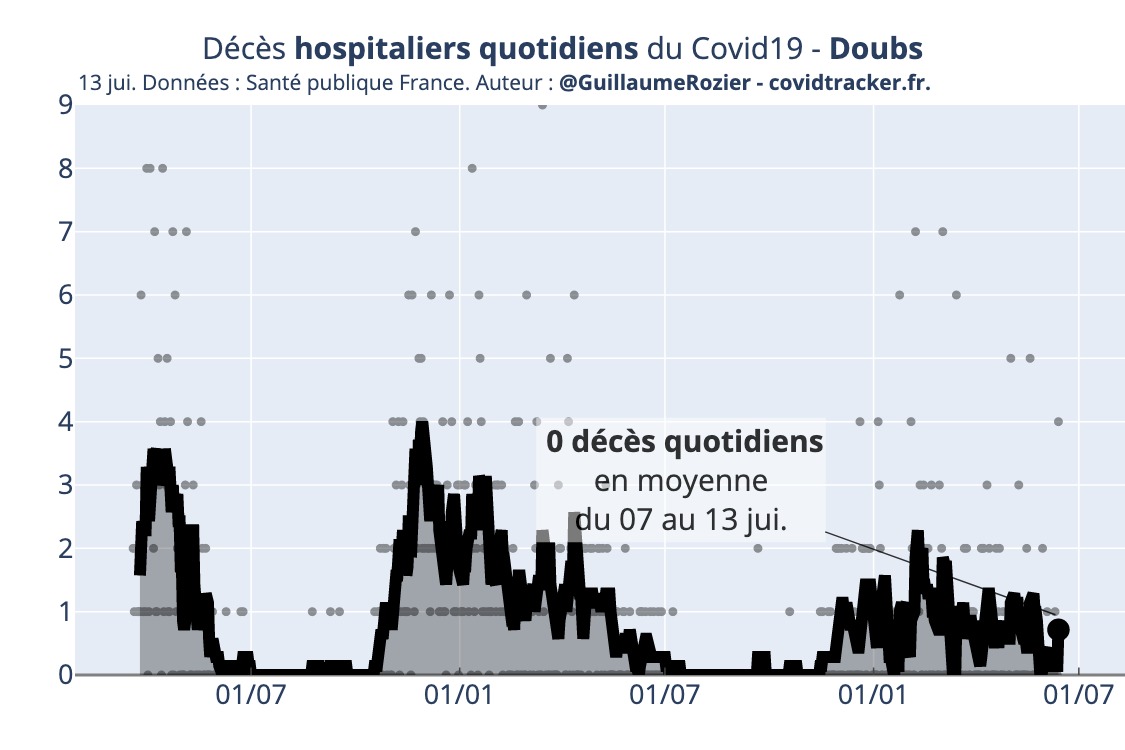 Décès hospitaliers quotidiens du Covid19 - Doubs
13 jui. Données : Santé publique France. Auteur : @GuillaumeRozier - covidtracker.fr.
9
8
7
6
5
4
3
2
1
0
0 décès quotidiens
en moyenne
du 07 au 13 jui.
01/07 01/01 01/07 01/01 01/07